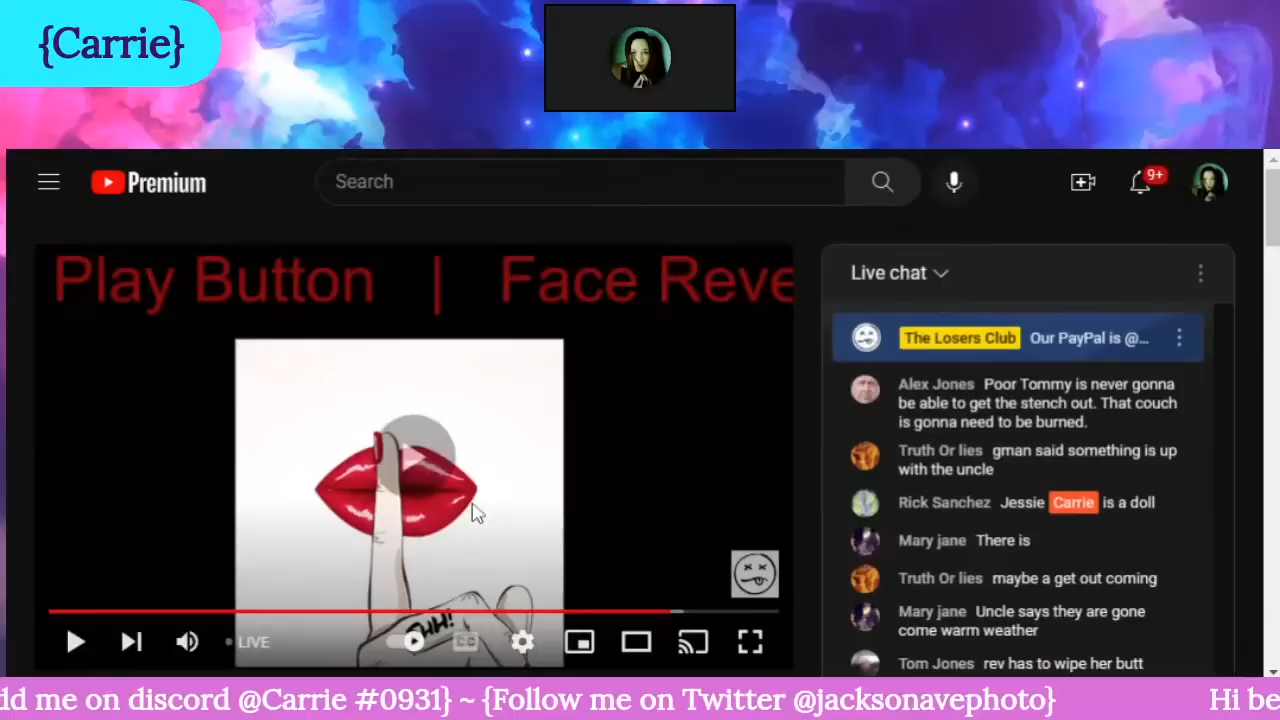 {Carrie}
Premium
Search
9+
Play Button | Face Reve
SHH!
LIVE
CC
Live chat
The Losers Club Our PayPal is @...
Alex Jones Poor Tommy is never gonna
be able to get the stench out. That couch
is gonna need to be burned.
Truth Or lies gman said something is up
with the uncle
Rick Sanchez Jessie Carrie is a doll
Mary jane There is
Truth Or lies maybe a get out coming
Mary jane Uncle says they are gone
come warm weather
Tom Jones rev has to wipe her butt
dd me on discord @Carrie #0931} ~ {Follow me on Twitter @jacksonavephoto} Hi be